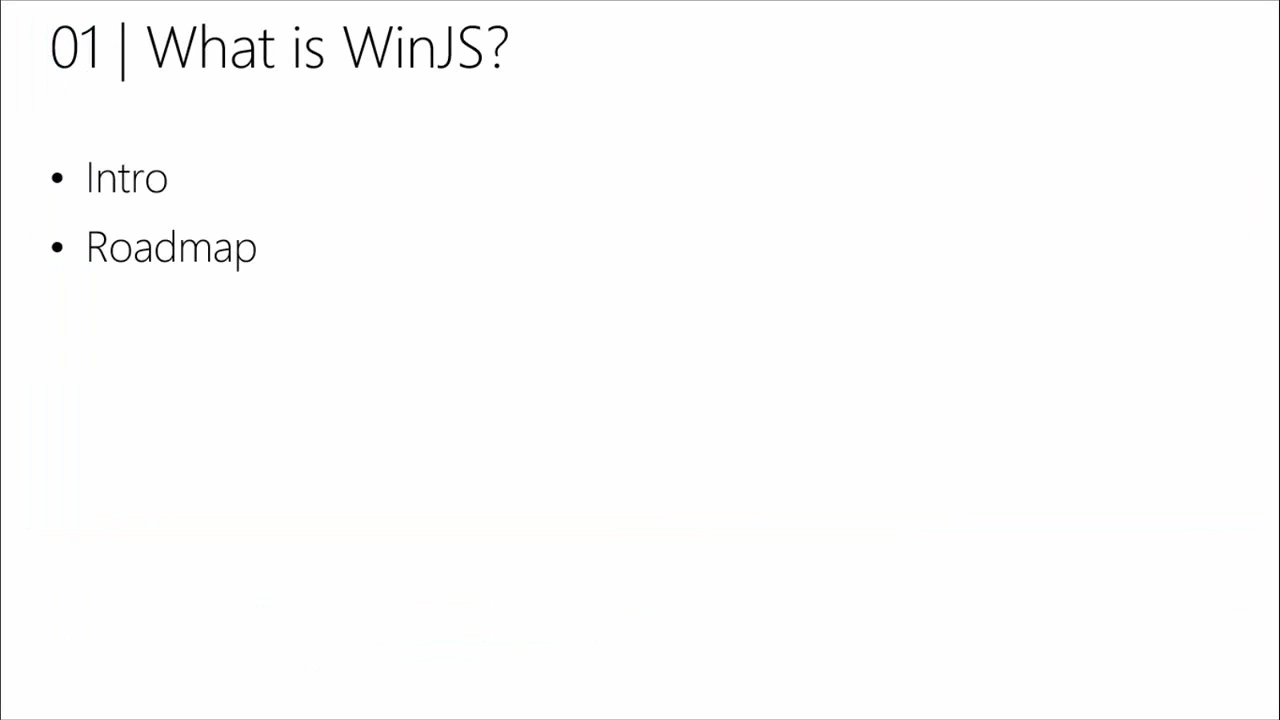 01 | What is WinJS?
• Intro
• Roadmap